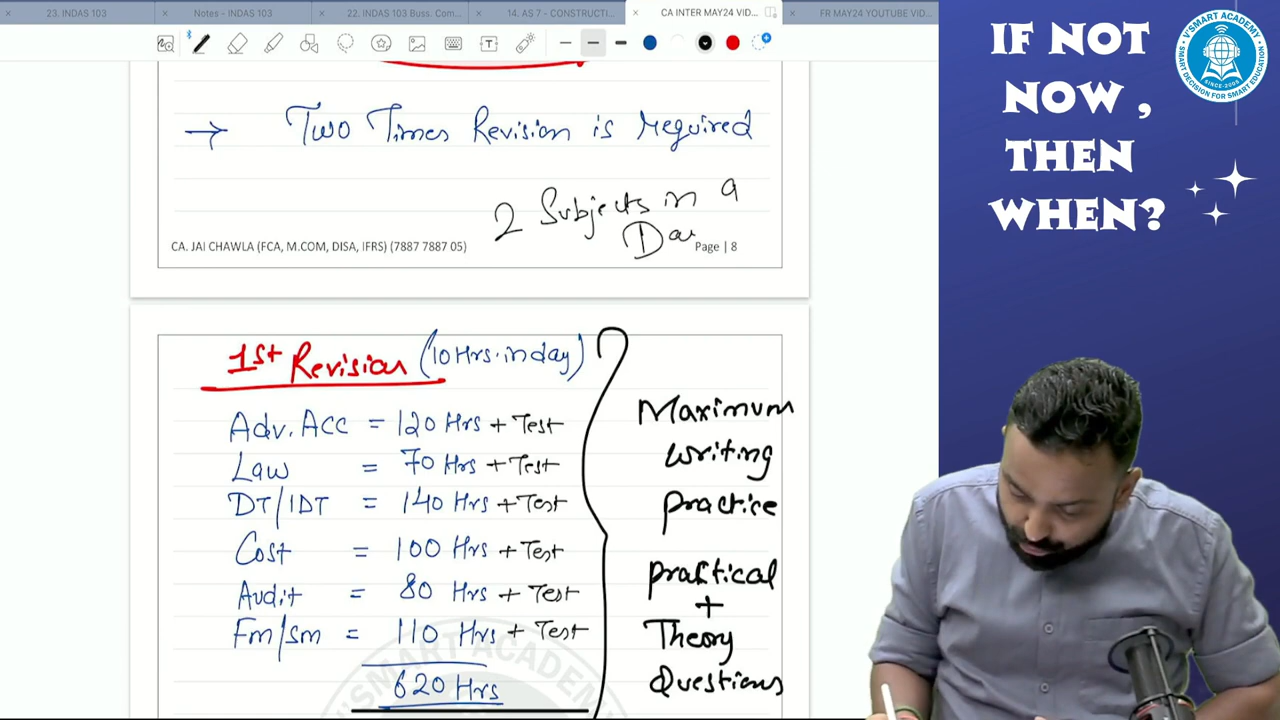 23. INDAS 103
Notes - INDAS 103
22. INDAS 103 Buss. Com...
14. AS 7 - CONSTRUCTI...
CA INTER MAY24 VID...
FR MAY24 YOUTUBE VID...
→ Two Times Revision is required
2 Subjects in a
Day
CA. JAI CHAWLA (FCA, M.COM, DISA, IFRS) (7887 7887 05)
Page | 8
1st Revision (10 Hrs. in day)
Adv. Acc = 120 Hrs + Test
Law = 70 Hrs + Test
DT/IDT = 140 Hrs + Test
Cost = 100 Hrs + Test
Audit = 80 Hrs + Test
Fm/sm = 110 Hrs + Test
620 Hrs
Maximum
writing
practice
practical
+
Theory
Questions
V'SMART ACADEMY
IF NOT
NOW ,
THEN
WHEN?
V'SMART ACADEMY
SINCE-2005
SMART DECISION FOR SMART EDUCATION